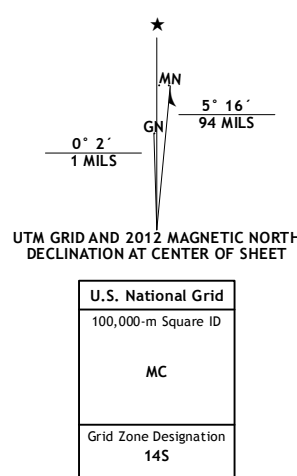 ★
MN
5° 16´
94 MILS
GN
0° 2´
1 MILS
UTM GRID AND 2012 MAGNETIC NORTH
DECLINATION AT CENTER OF SHEET
U.S. National Grid
100,000-m Square ID
MC
Grid Zone Designation
14S